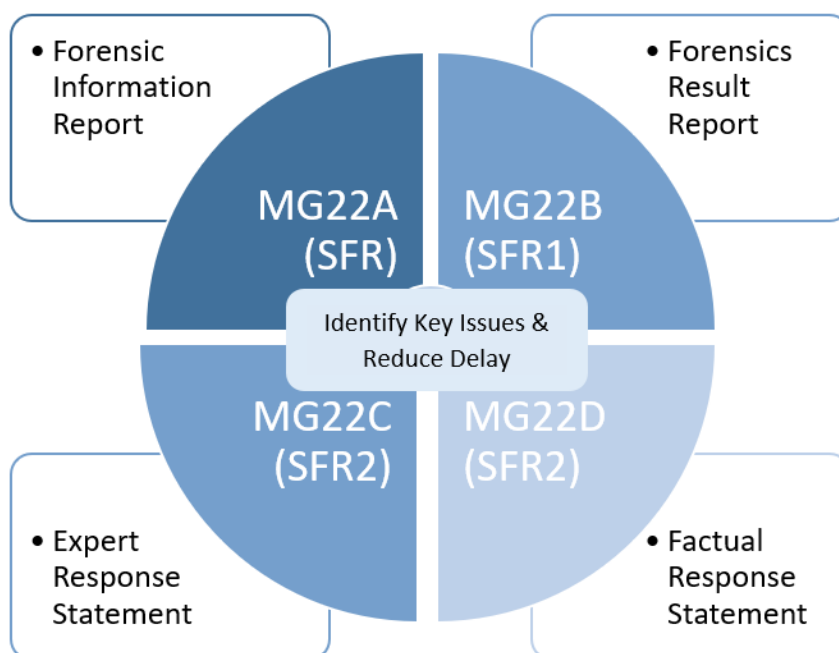 • Forensic
Information
Report
• Forensics
Result
Report
MG22A
(SFR)
MG22B
(SFR1)
Identify Key Issues &
Reduce Delay
MG22C
(SFR2)
MG22D
(SFR2)
• Expert
Response
Statement
• Factual
Response
Statement